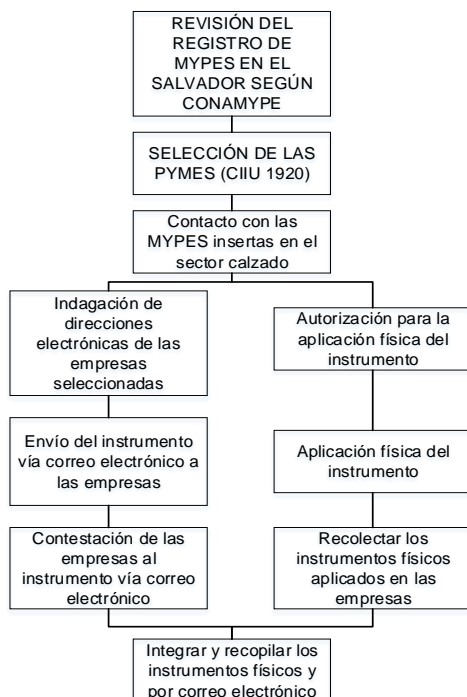 REVISIÓN DEL
REGISTRO DE
MYPES EN EL
SALVADOR SEGÚN
CONAMYPE
SELECCIÓN DE LAS
PYMES (CIIU 1920)
Contacto con las
MYPES insertas en el
sector calzado
Indagación de
direcciones
electrónicas de las
empresas
seleccionadas
Envío del instrumento
vía correo electrónico a
las empresas
Contestación de las
empresas al
instrumento vía correo
electrónico
Autorización para la
aplicación física del
instrumento
Aplicación física del
instrumento
Recolectar los
instrumentos físicos
aplicados en las
empresas
Integrar y recopilar los
instrumentos físicos y
por correo electrónico